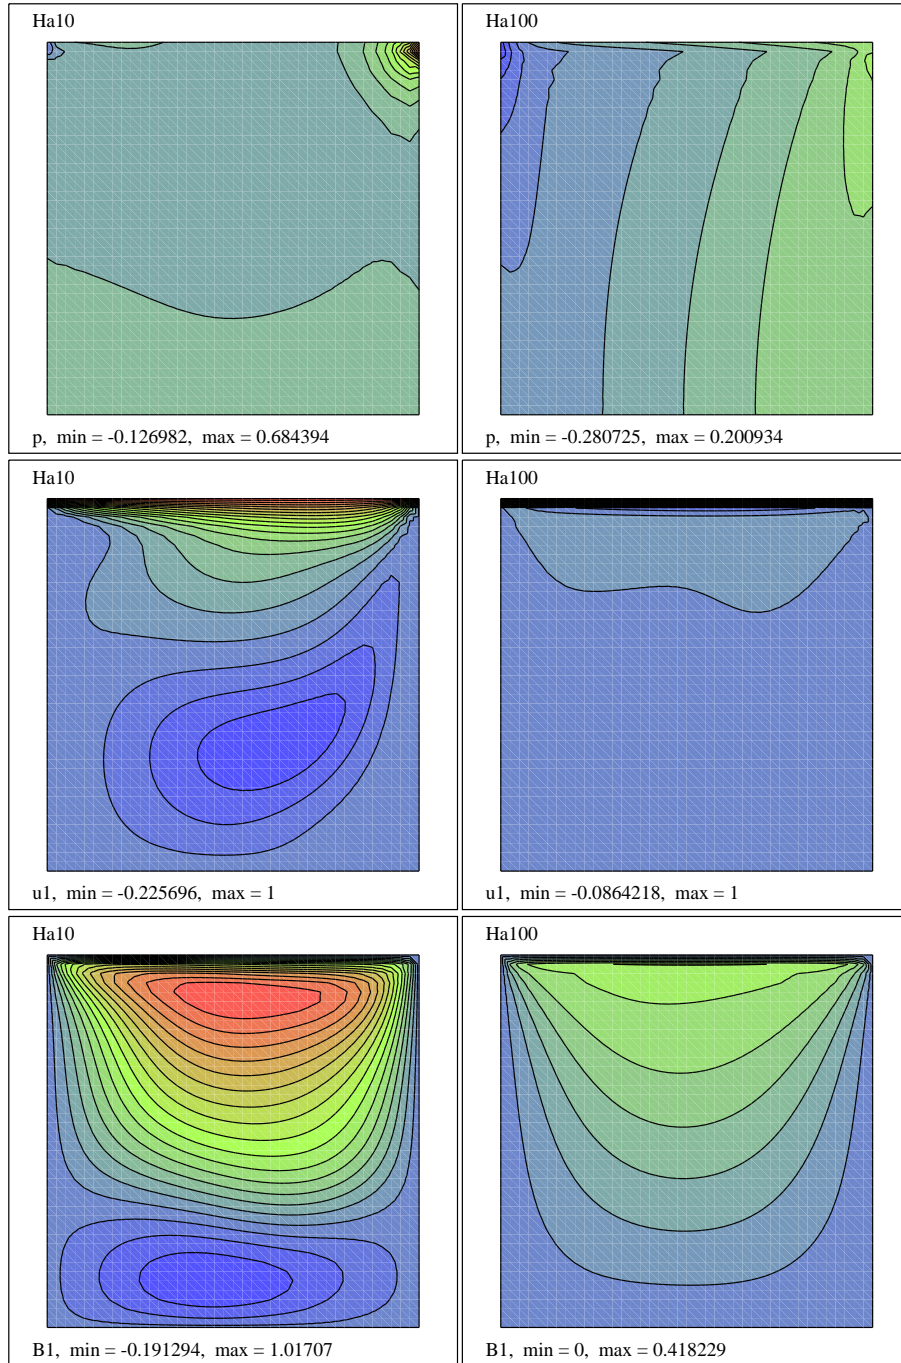 Ha10
Ha100
p, min = -0.126982, max = 0.684394
p, min = -0.280725, max = 0.200934
Ha10
Ha100
u1, min = -0.225696, max = 1
u1, min = -0.0864218, max = 1
Ha10
Ha100
B1, min = -0.191294, max = 1.01707
B1, min = 0, max = 0.418229